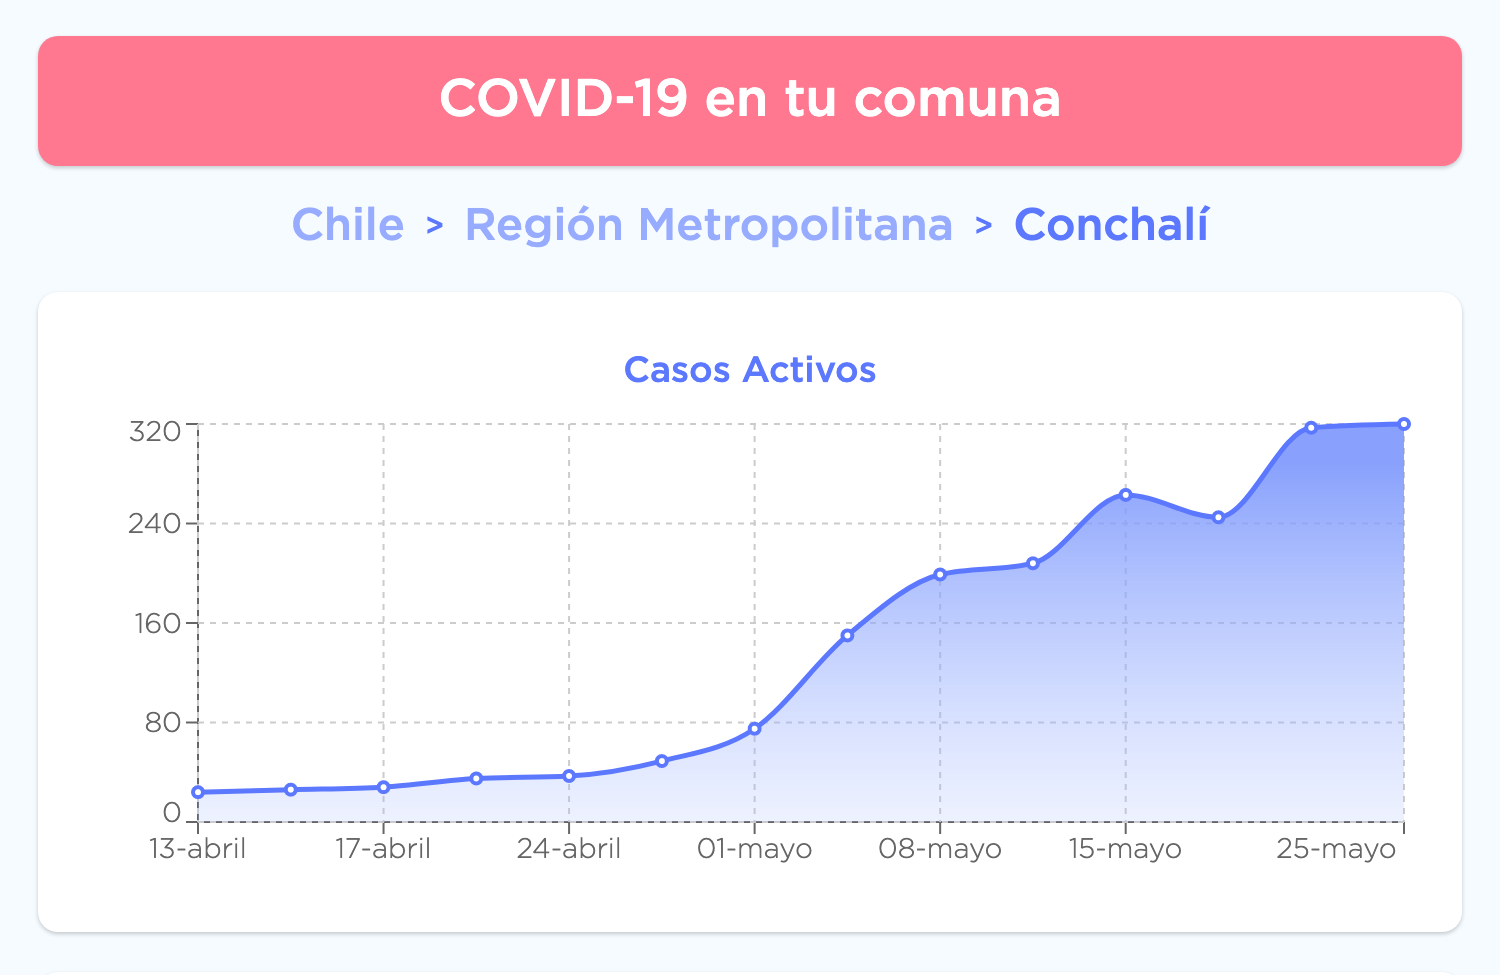 COVID-19 en tu comuna
Chile > Región Metropolitana > Conchalí
Casos Activos
320
240
160
80
0
13-abril 17-abril 24-abril 01-mayo 08-mayo 15-mayo 25-mayo